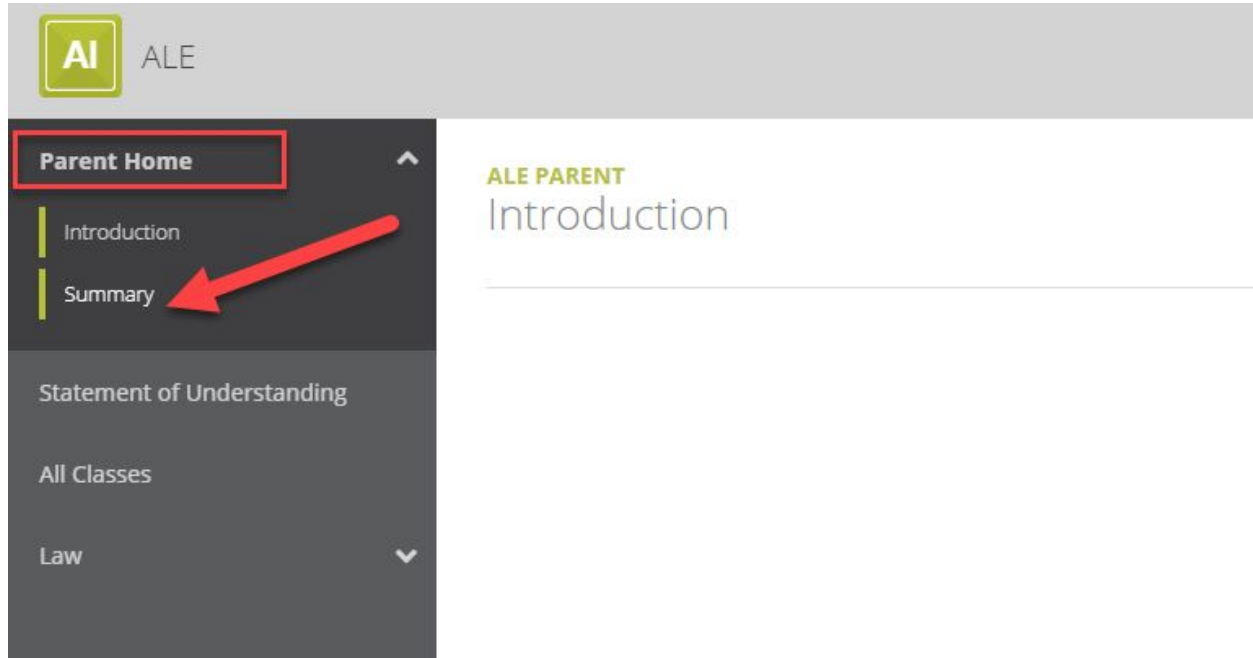 AI ALE
Parent Home
Introduction
Summary
Statement of Understanding
All Classes
Law
ALE PARENT
Introduction